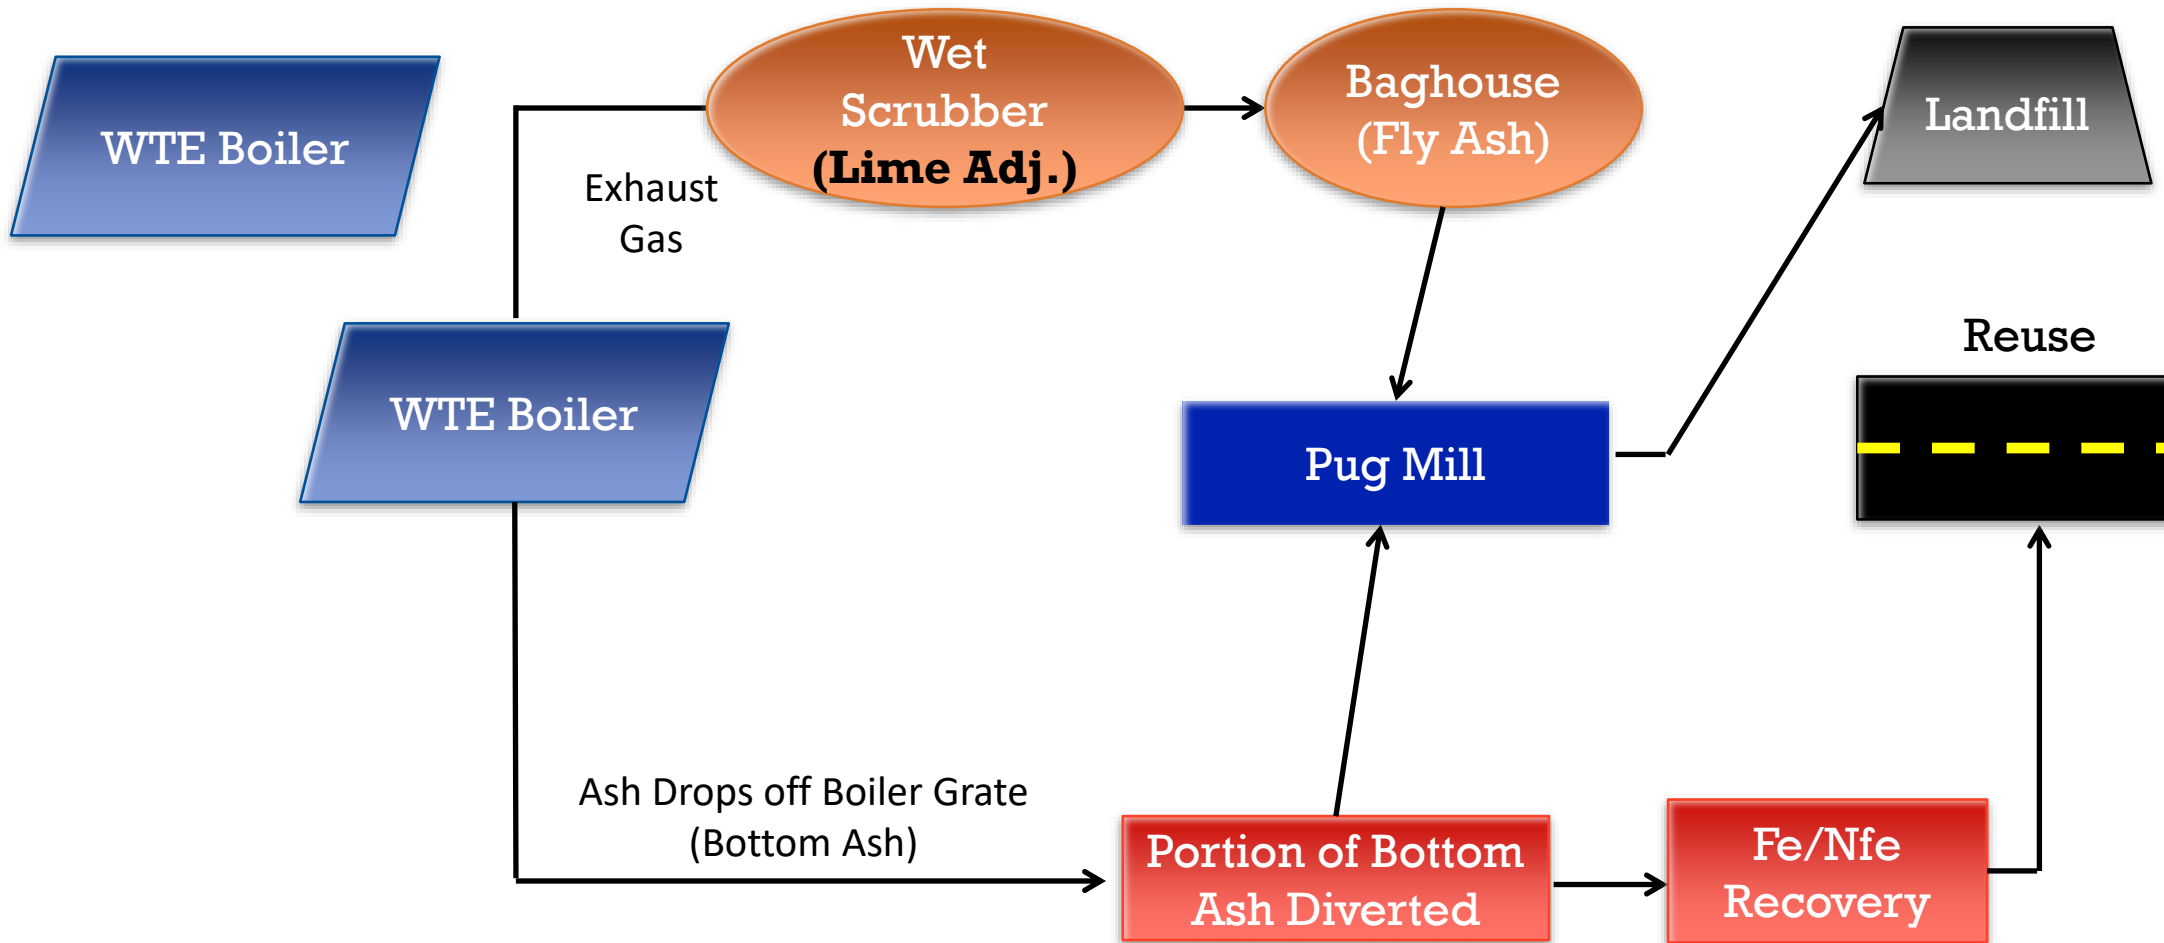 WTE Boiler
Wet
Scrubber
(Lime Adj.)
Baghouse
(Fly Ash)
Landfill
Exhaust
Gas
Reuse
WTE Boiler
Pug Mill
Ash Drops off Boiler Grate
(Bottom Ash)
Portion of Bottom
Ash Diverted
Fe/Nfe
Recovery